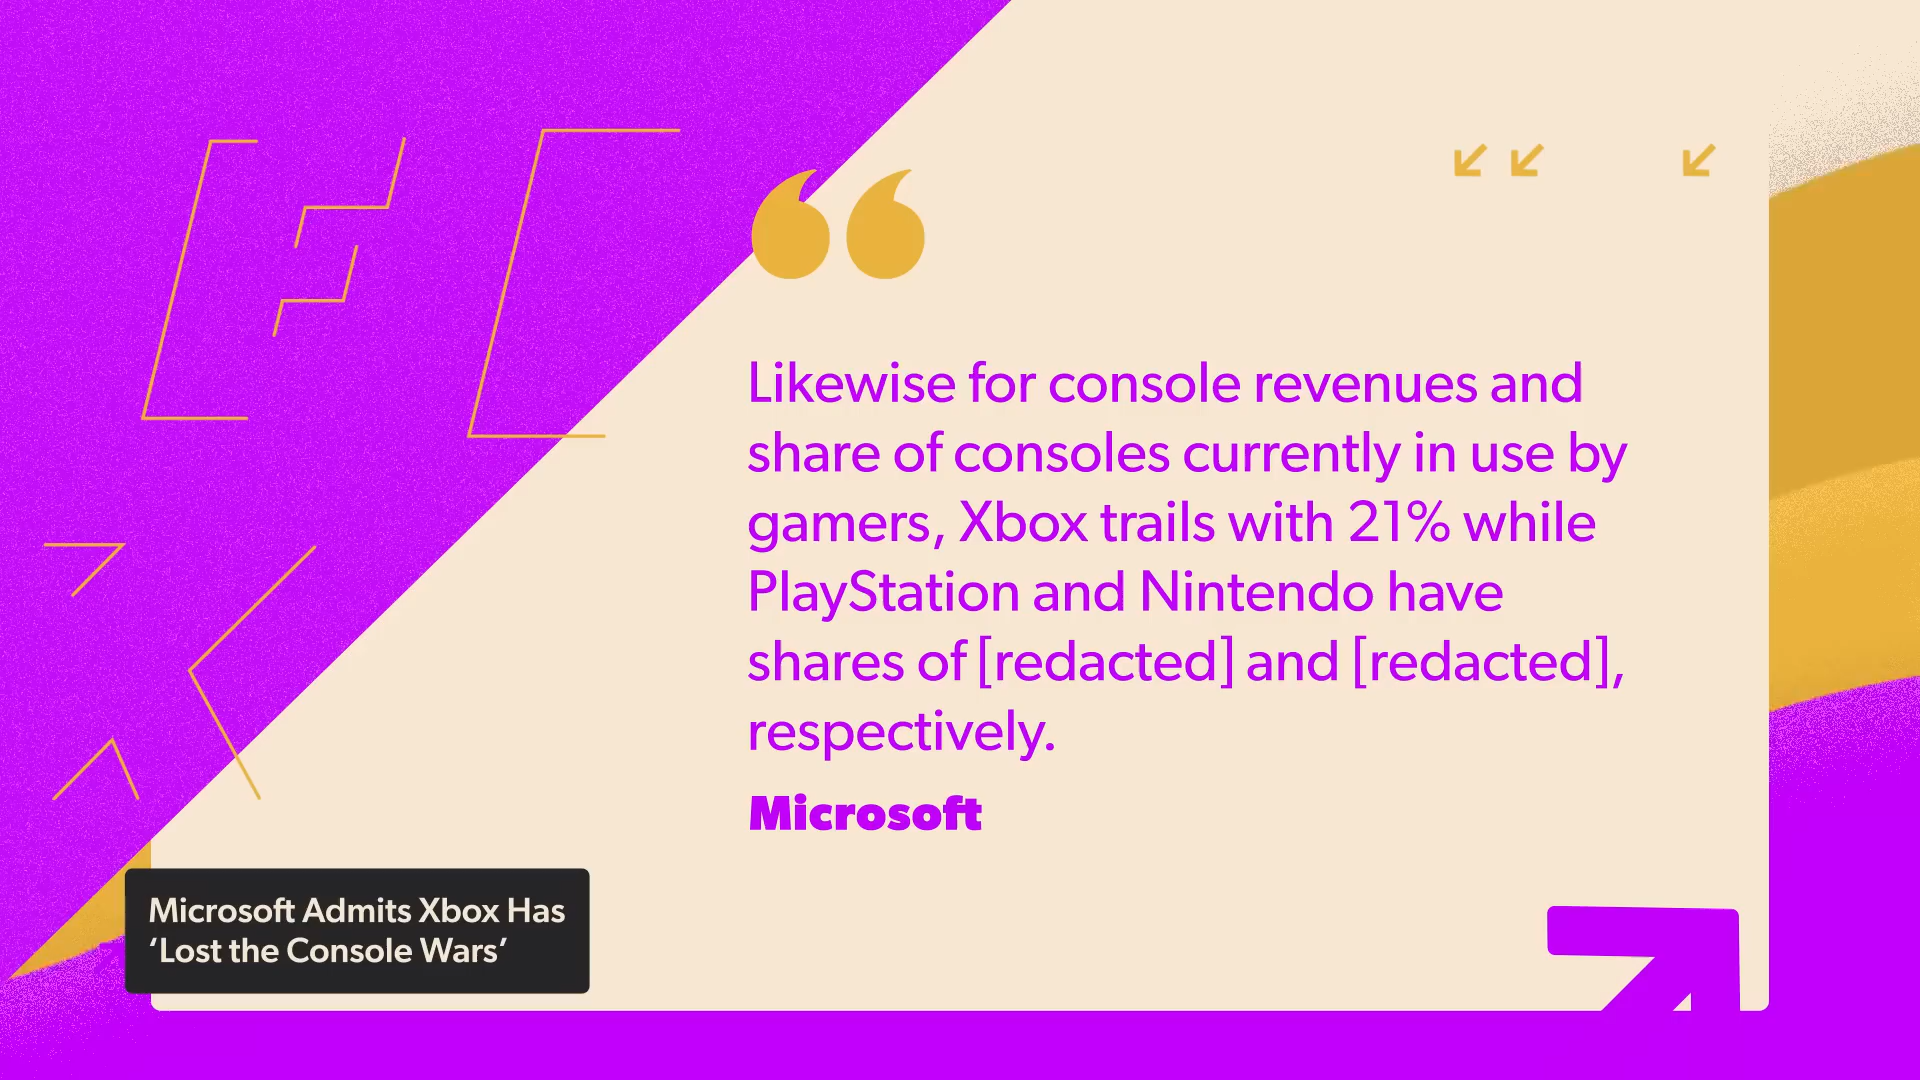 Likewise for console revenues and
share of consoles currently in use by
gamers, Xbox trails with 21% while
PlayStation and Nintendo have
shares of [redacted] and [redacted],
respectively.
Microsoft
Microsoft Admits Xbox Has
‘Lost the Console Wars’